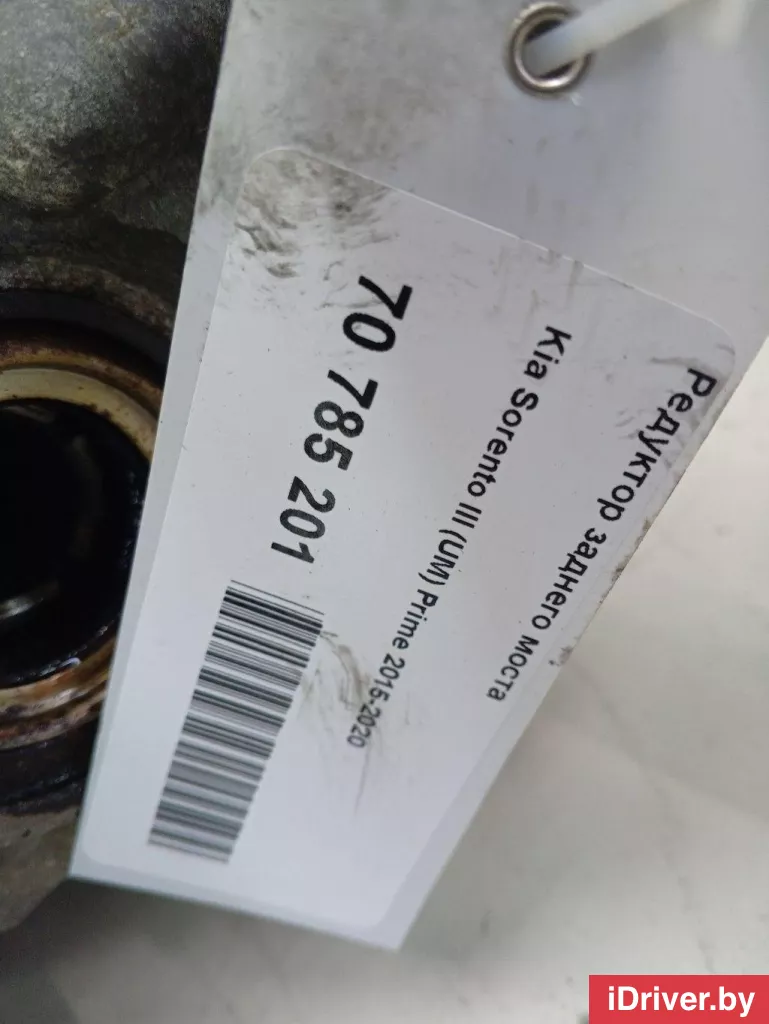 Редуктор заднего моста
Kia Sorento III (UM) Prime 2015-2020
70 785 201
iDriver.by